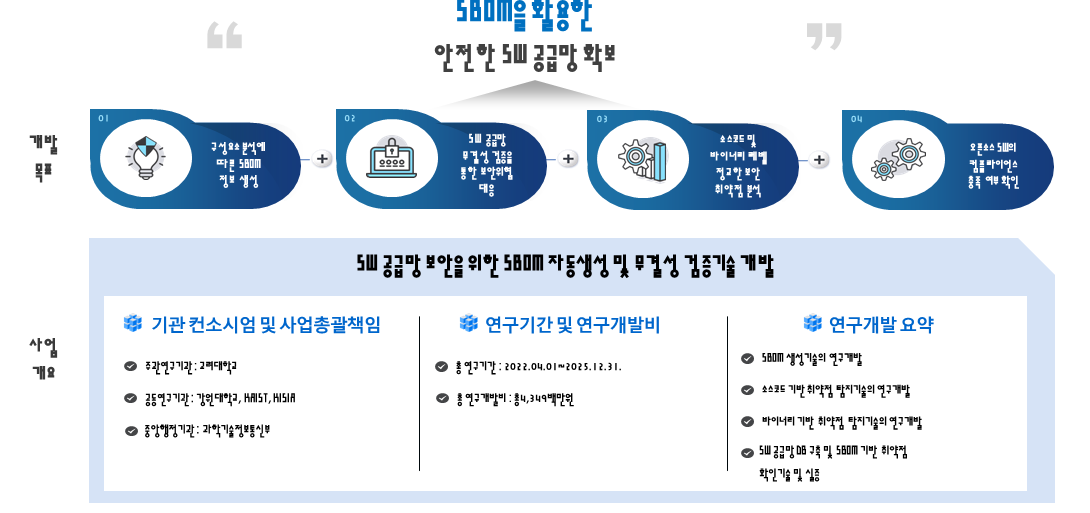 SBOM을 활용한
안전한 SW 공급망 확보
개발
목표
01
구성요소분석에
따른 SBOM
정보 생성
02
SW 공급망
무결성 검증을
통한 보안위협
대응
03
소스코드 및
바이너리 레벨
정교한 보안
취약점 분석
04
오픈소스 SW의
컴플라이언스
충족 여부 확인
사업
개요
SW 공급망 보안을 위한 SBOM 자동생성 및 무결성 검증기술 개발
기관 컨소시엄 및 사업총괄책임
주관연구기관 : 고려대학교
공동연구기관 : 강원대학교, KAIST, KISIA
중앙행정기관 : 과학기술정보통신부
연구기간 및 연구개발비
총 연구기간 : 2022.04.01~2025.12.31.
총 연구개발비 : 총4,349백만원
연구개발 요약
SBOM 생성기술의 연구개발
소스코드 기반 취약점 탐지기술의 연구개발
바이너리 기반 취약점 탐지기술의 연구개발
SW 공급망 DB 구축 및 SBOM 기반 취약점
확인기술 및 실증